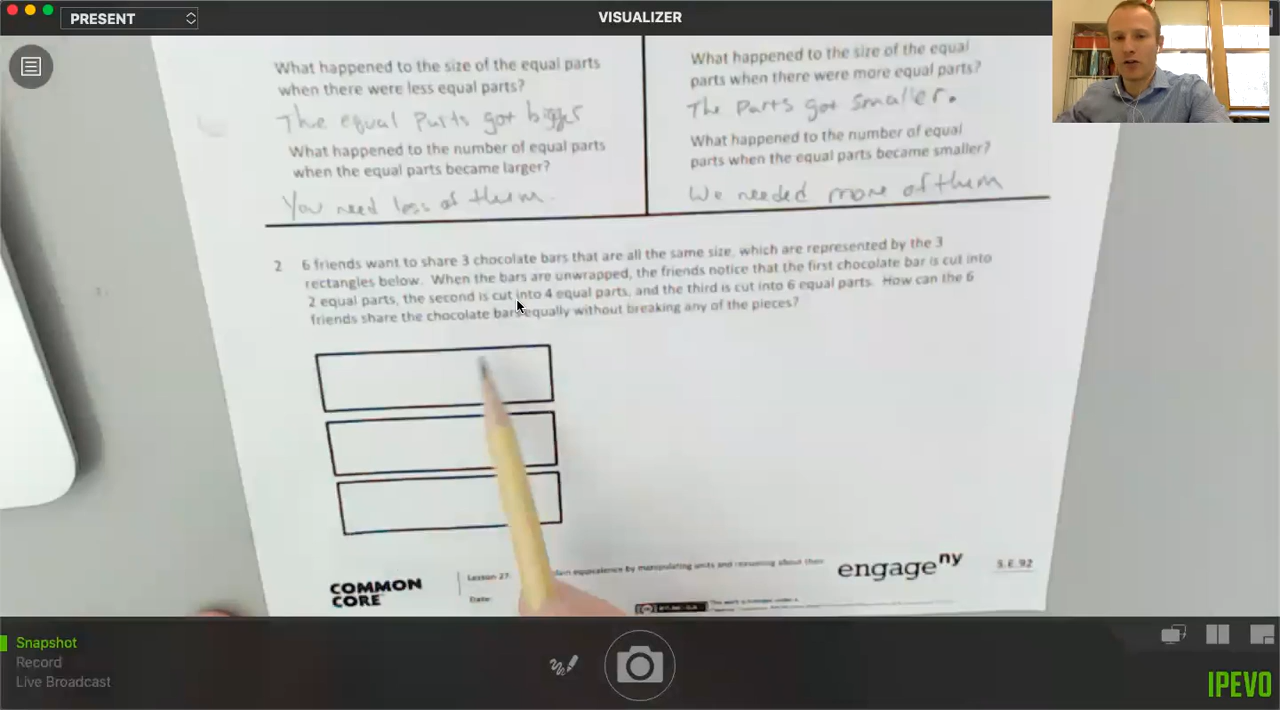 PRESENT
VISUALIZER
What happened to the size of the equal parts
when there were less equal parts?
The equal parts got bigger
What happened to the number of equal parts
when the equal parts became larger?
You need less of them.
What happened to the size of the equal
parts when there were more equal parts?
The parts got smaller.
What happened to the number of equal
parts when the equal parts became smaller?
We needed more of them
2 6 friends want to share 3 chocolate bars that are all the same size, which are represented by the 3
rectangles below. When the bars are unwrapped, the friends notice that the first chocolate bar is cut into
2 equal parts, the second is cut into 4 equal parts, and the third is cut into 6 equal parts. How can the 6
friends share the chocolate bars equally without breaking any of the pieces?
COMMON
CORE
Lesson 27:
equivalence by manipulating units and reasoning about their
Date:
engage ny
3.E.92
Snapshot
Record
Live Broadcast
IPEVO